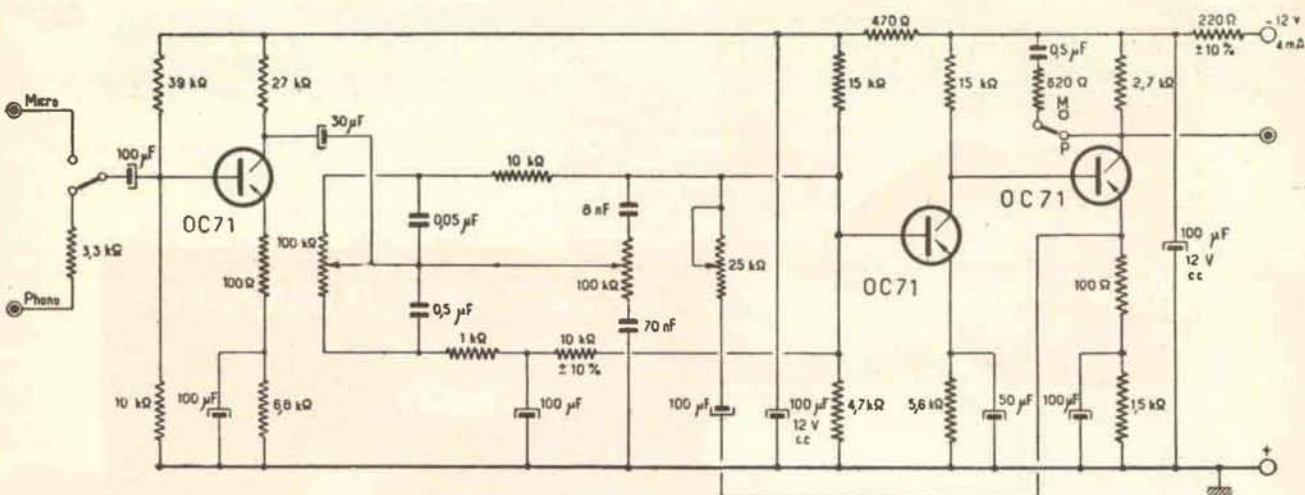 470 Ω
220 Ω
± 10 %
- 12 V
4 mA
Micro
39 kΩ
27 kΩ
30 µF
100 µF
OC71
3,3 kΩ
Phono
10 kΩ
100 µF
100 Ω
6,8 kΩ
100 kΩ
0,05 µF
0,5 µF
10 kΩ
8 nF
100 kΩ
70 nF
25 kΩ
1 kΩ
10 kΩ
± 10 %
100 µF
100 µF
100 µF
12 V
c.c
15 kΩ
4,7 kΩ
15 kΩ
OC71
5,6 kΩ
50 µF
0,5 µF
820 Ω
M
P
2,7 kΩ
OC71
100 Ω
100 µF
1,5 kΩ
100 µF
12 V
c.c
+